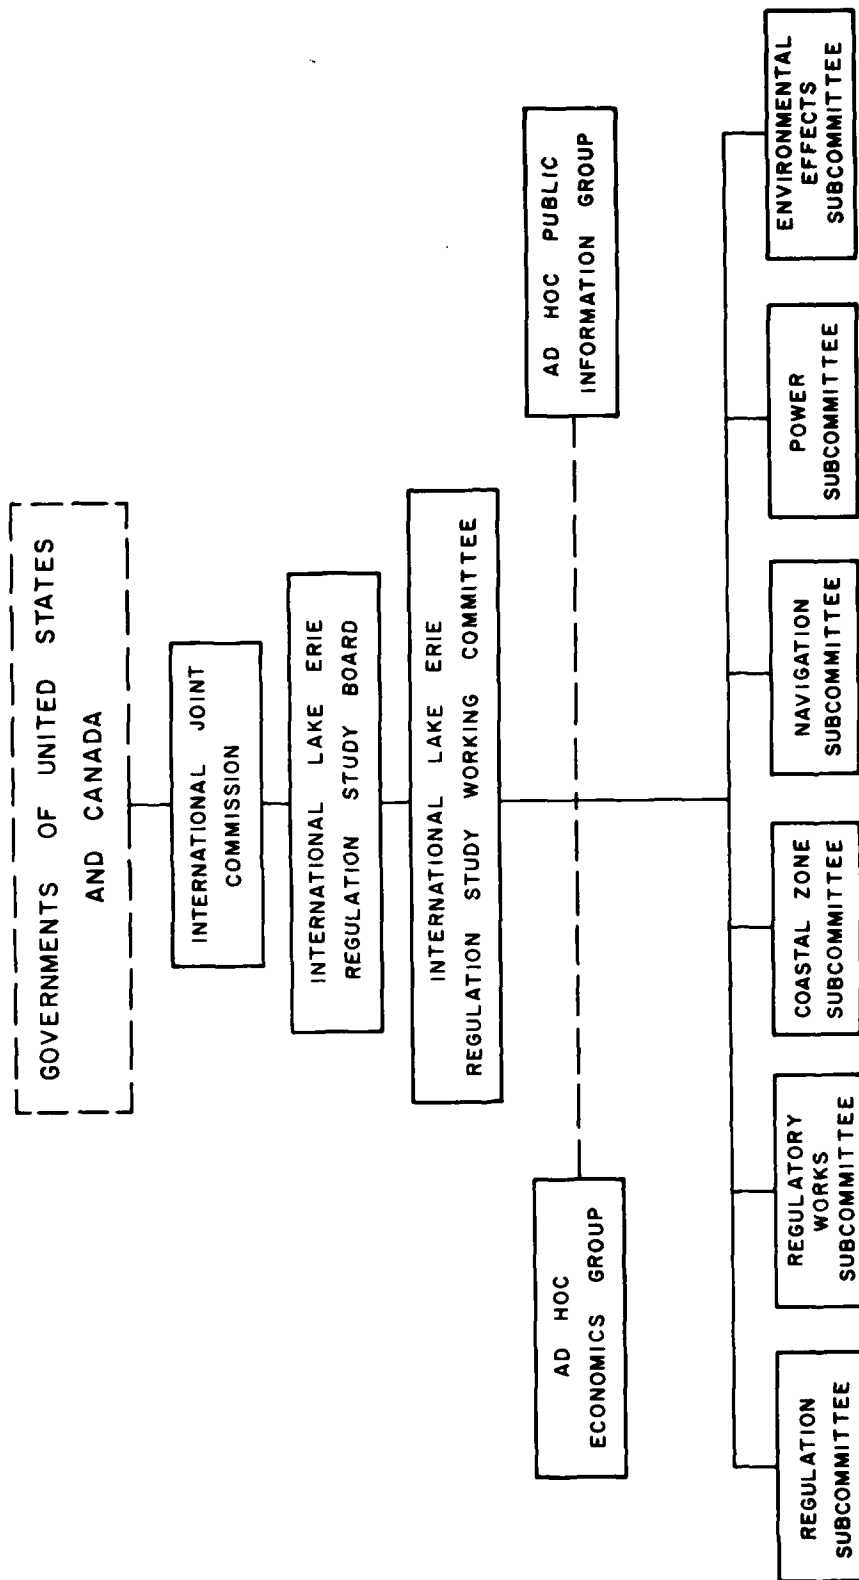 GOVERNMENTS OF UNITED STATES
AND CANADA
INTERNATIONAL JOINT
COMMISSION
INTERNATIONAL LAKE ERIE
REGULATION STUDY BOARD
INTERNATIONAL LAKE ERIE
REGULATION STUDY WORKING COMMITTEE
AD HOC
ECONOMICS GROUP
AD HOC PUBLIC
INFORMATION GROUP
REGULATION
SUBCOMMITTEE
REGULATORY
WORKS
SUBCOMMITTEE
COASTAL ZONE
SUBCOMMITTEE
NAVIGATION
SUBCOMMITTEE
POWER
SUBCOMMITTEE
ENVIRONMENTAL
EFFECTS
SUBCOMMITTEE